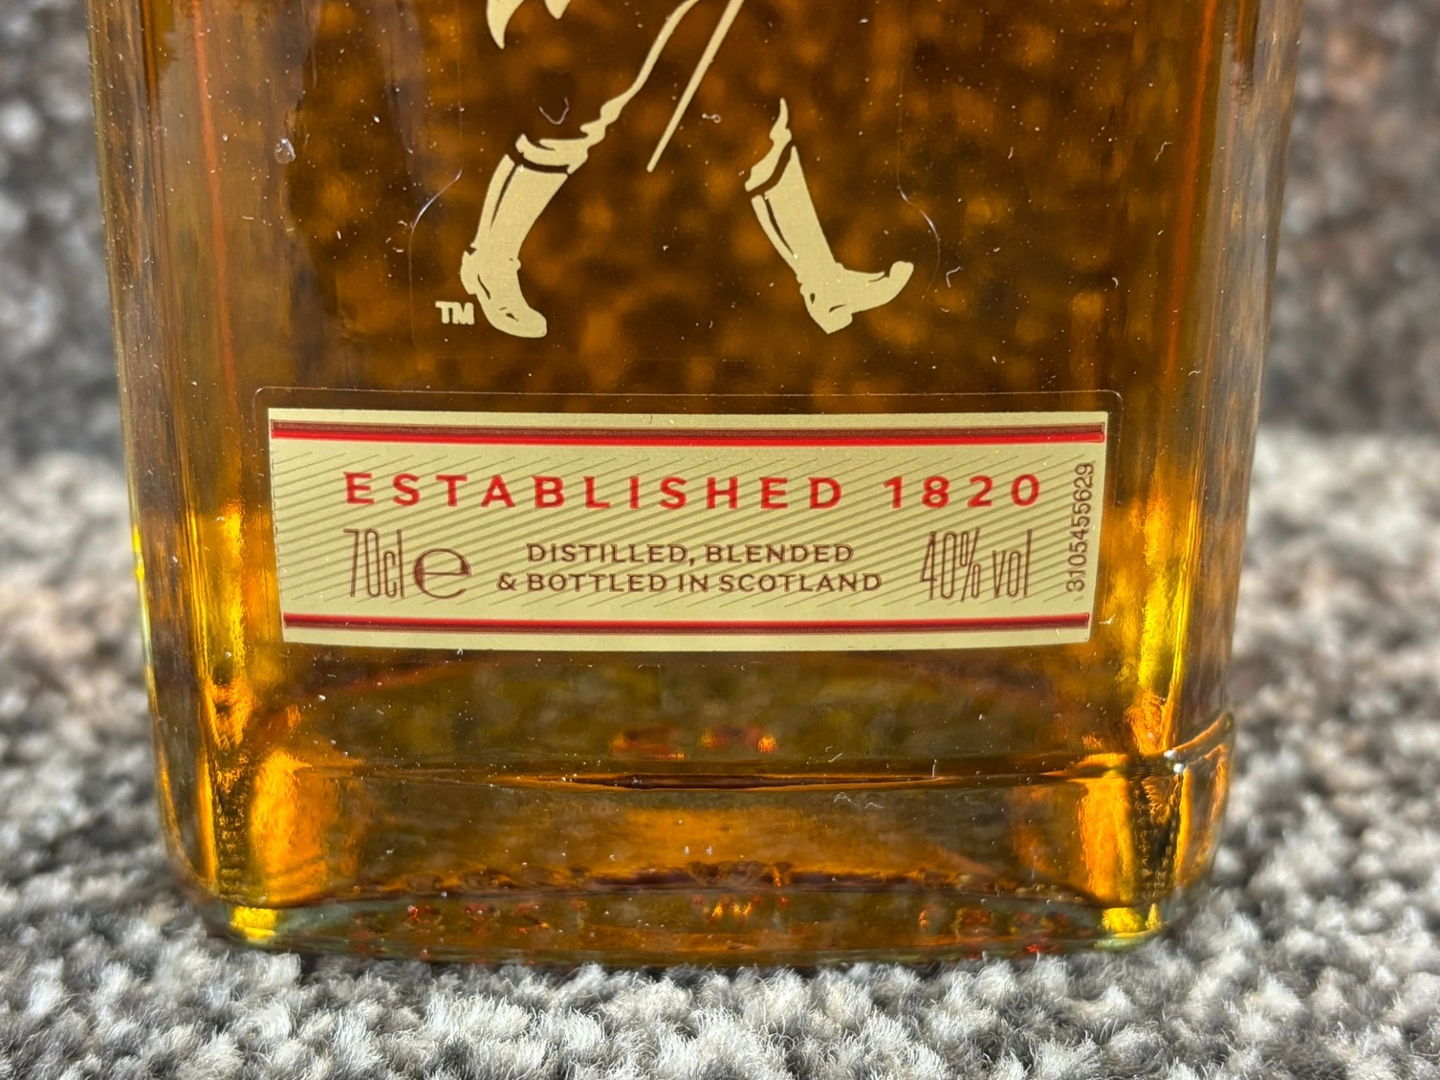 TM
ESTABLISHED 1820
70cl e
DISTILLED, BLENDED
& BOTTLED IN SCOTLAND
40% vol
3105455629